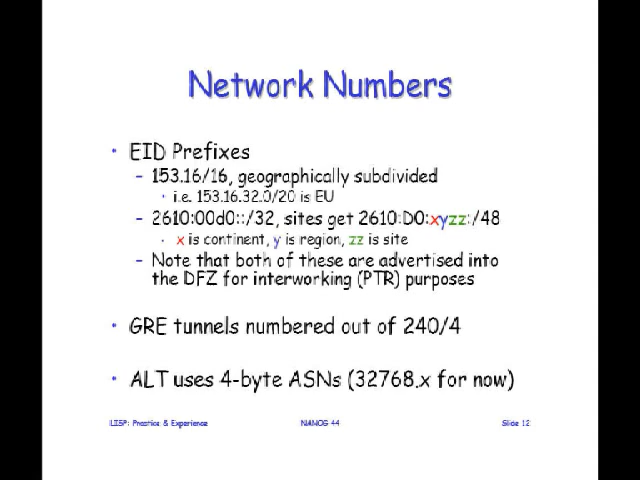 Network Numbers
• EID Prefixes
– 153.16/16, geographically subdivided
• i.e. 153.16.32.0/20 is EU
– 2610:00d0::/32, sites get 2610:D0:xyzz:/48
• x is continent, y is region, zz is site
– Note that both of these are advertised into
the DFZ for interworking (PTR) purposes
• GRE tunnels numbered out of 240/4
• ALT uses 4-byte ASNs (32768.x for now)
LISP: Practice & Experience
NANOG 44
Slide 12